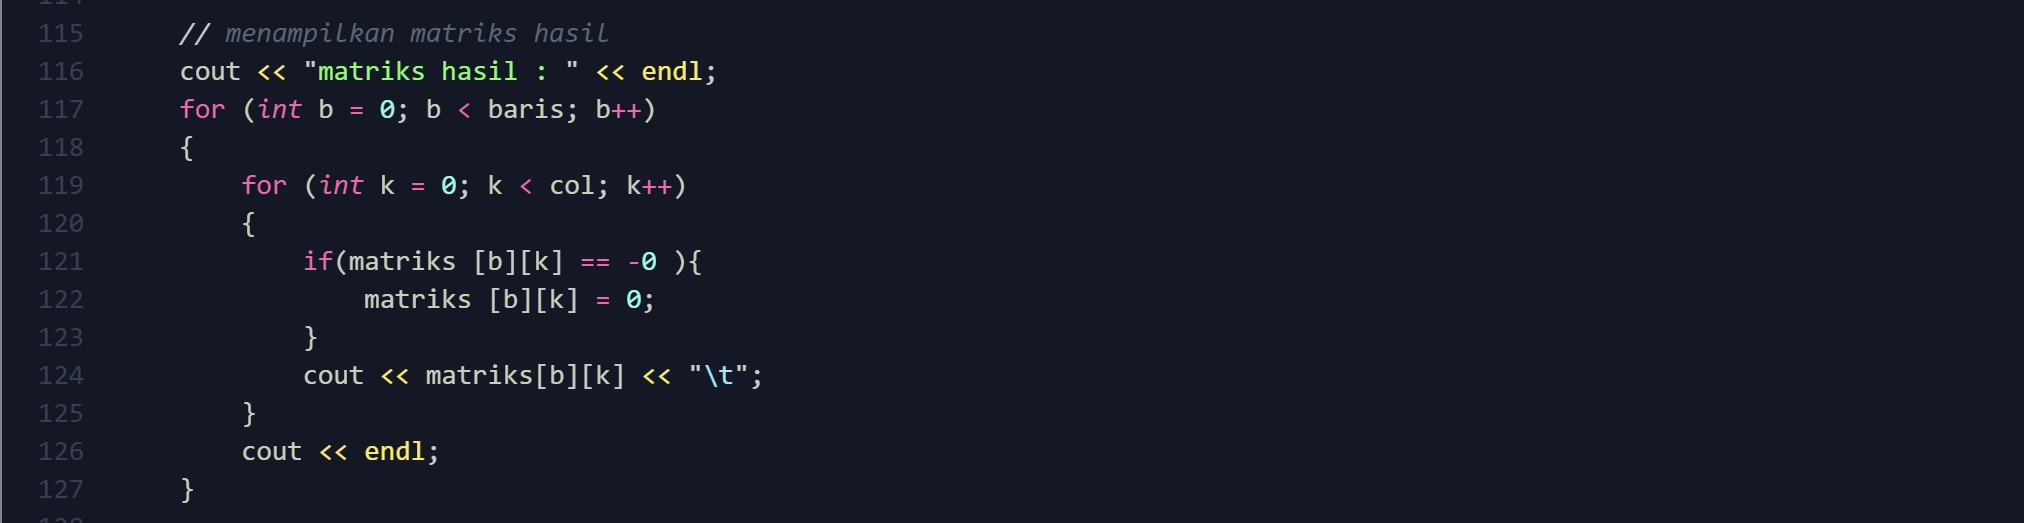 115 // menampilkan matriks hasil
116 cout << "matriks hasil : " << endl;
117 for (int b = 0; b < baris; b++)
118 {
119 for (int k = 0; k < col; k++)
120 {
121 if(matriks [b][k] == -0 ){
122 matriks [b][k] = 0;
123 }
124 cout << matriks[b][k] << "\t";
125 }
126 cout << endl;
127 }